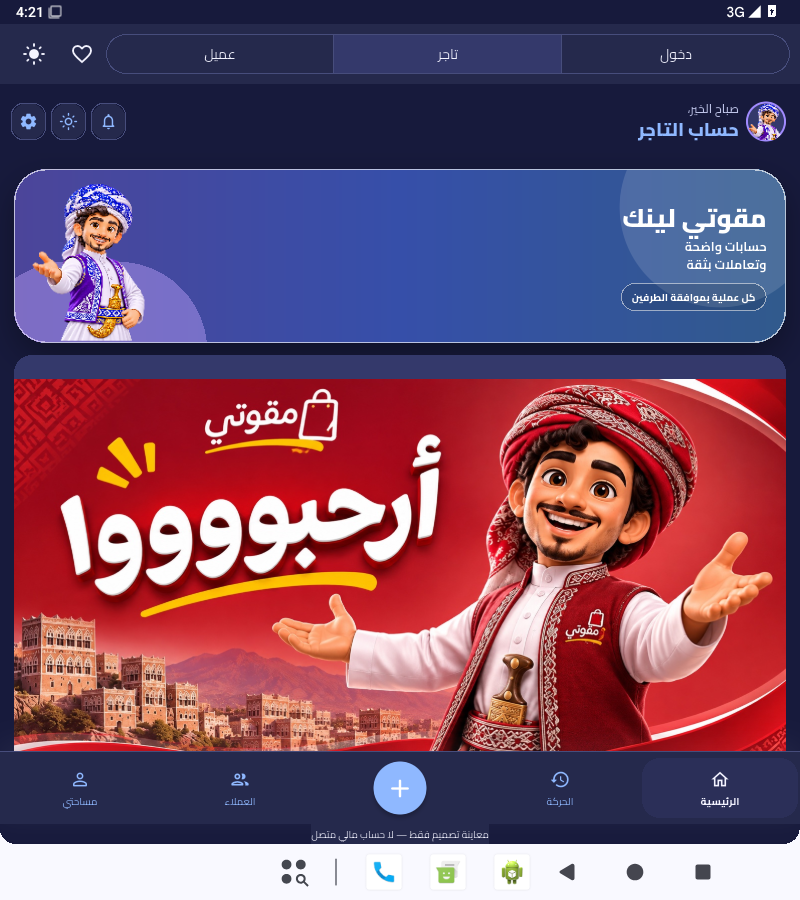 4:21
3G
دخول
تاجر
عميل
صباح الخير،
حساب التاجر
مقوتي لينك
حسابات واضحة
وتعاملات بثقة
كل عملية بموافقة الطرفين
مقوتي
أرحبوووو
مقوتي
الرئيسية
الحركة
العملاء
مساحتي
معاينة تصميم فقط — لا حساب مالي متصل